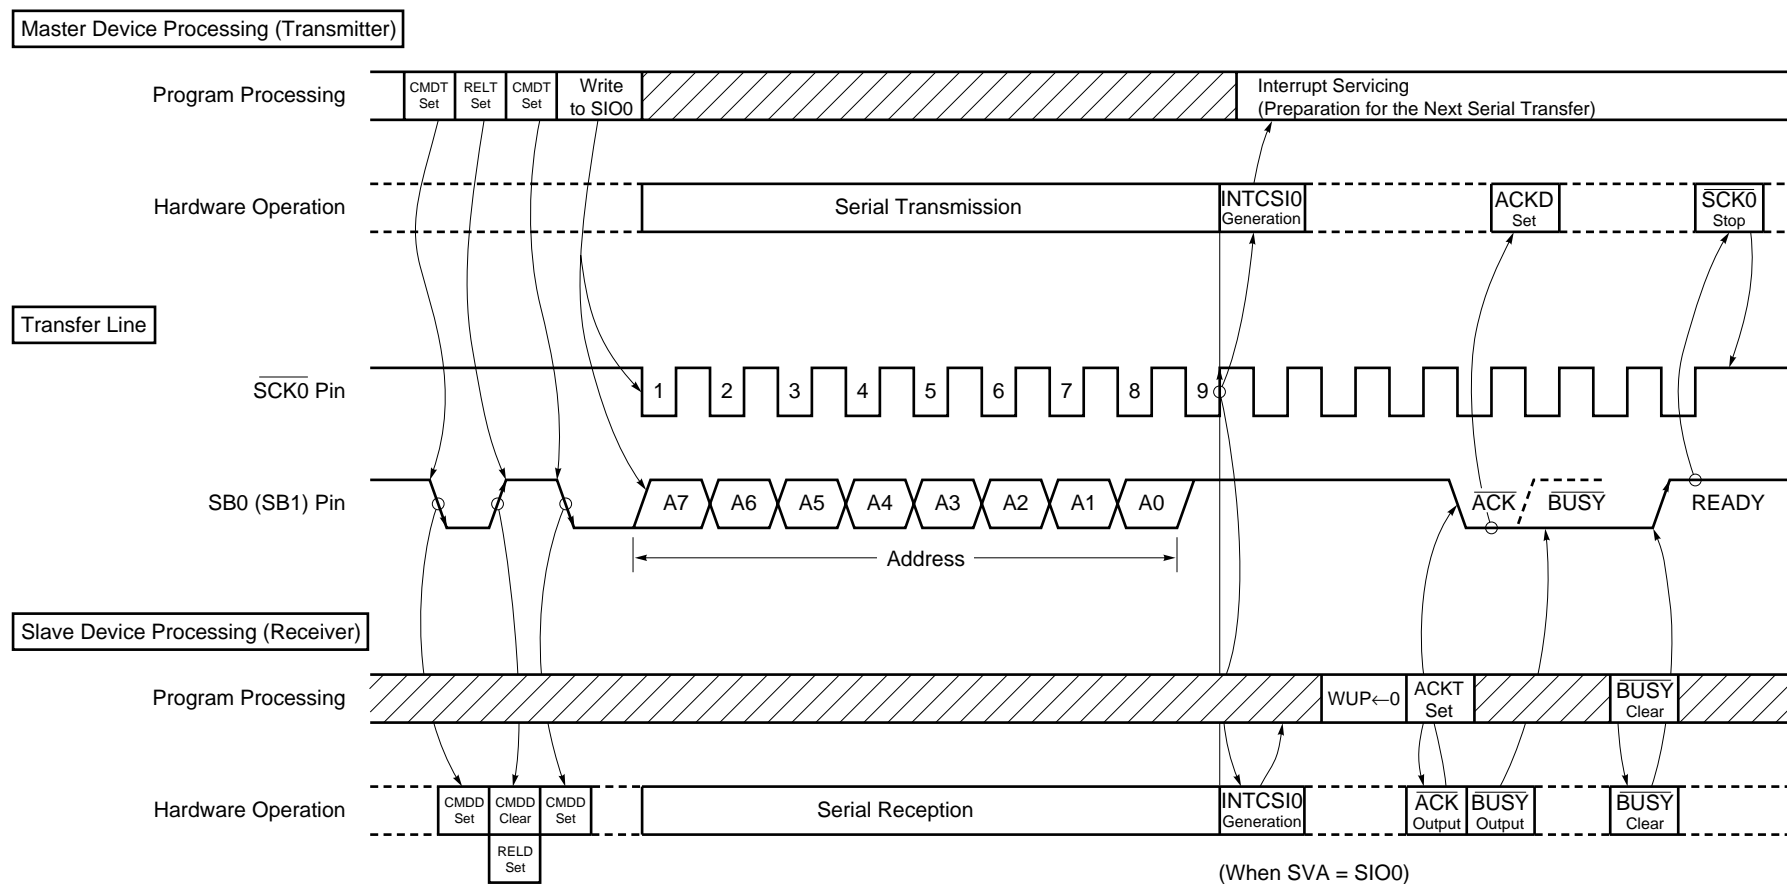 Master Device Processing (Transmitter)
Program Processing
CMDT Set
RELT Set
CMDT Set
Write to SIO0
Interrupt Servicing
(Preparation for the Next Serial Transfer)
Hardware Operation
Serial Transmission
INTCSI0 Generation
ACKD Set
SCK0 Stop
Transfer Line
SCK0 Pin
1 2 3 4 5 6 7 8 9
SB0 (SB1) Pin
A7 A6 A5 A4 A3 A2 A1 A0
ACK
BUSY
READY
Address
Slave Device Processing (Receiver)
Program Processing
WUP←0
ACKT Set
BUSY Clear
Hardware Operation
CMDD Set
CMDD Clear
CMDD Set
Serial Reception
INTCSI0 Generation
ACK Output
BUSY Output
BUSY Clear
RELD Set
(When SVA = SIO0)